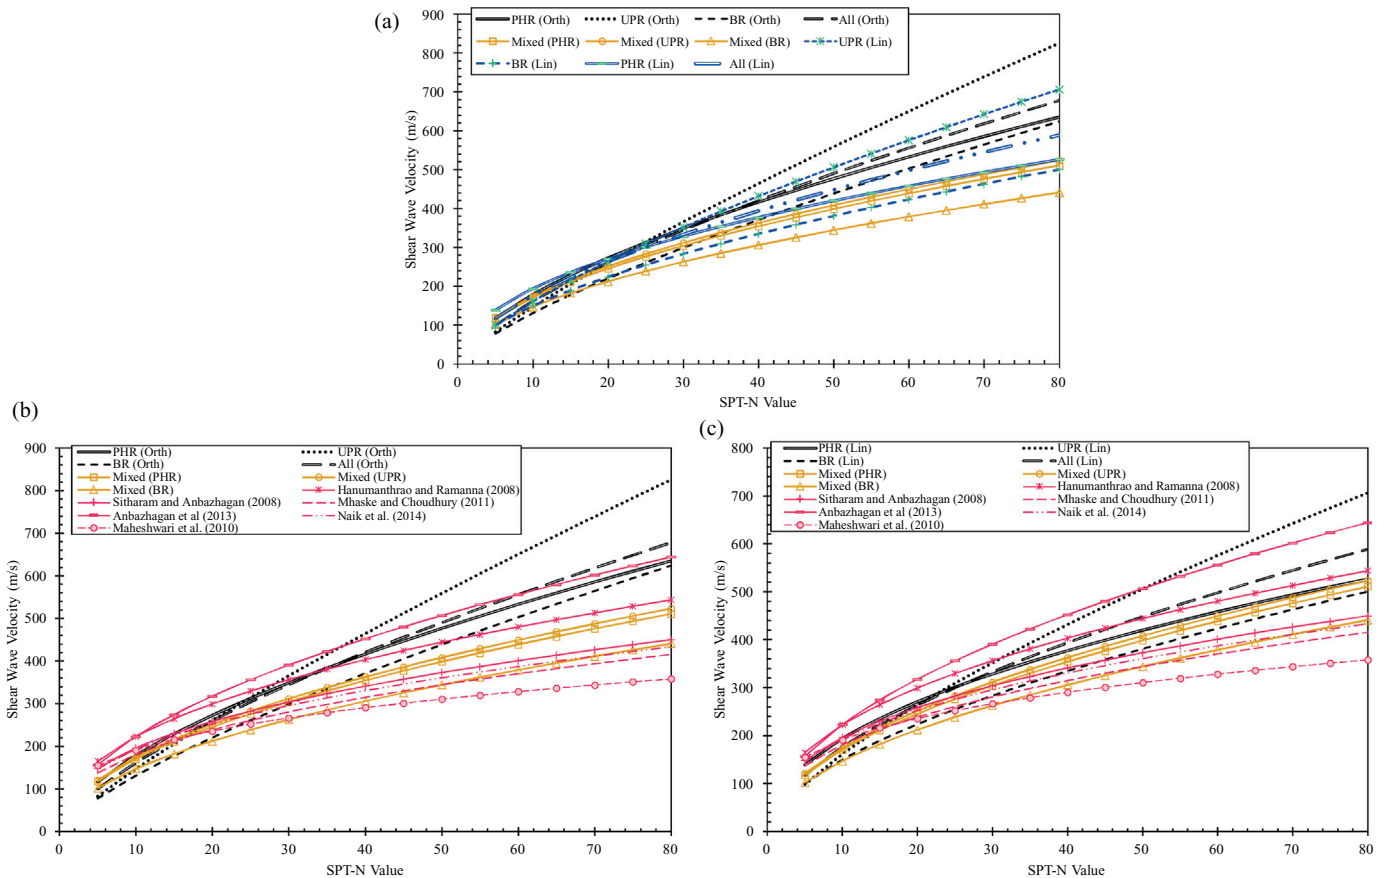 (a)
PHR (Orth) UPR (Orth) BR (Orth) All (Orth)
Mixed (PHR) Mixed (UPR) Mixed (BR) UPR (Lin)
BR (Lin) PHR (Lin) All (Lin)
Shear Wave Velocity (m/s)
900
800
700
600
500
400
300
200
100
0
0 10 20 30 40 50 60 70 80
SPT-N Value
(b)
PHR (Orth) UPR (Orth)
BR (Orth) All (Orth)
Mixed (PHR) Mixed (UPR)
Mixed (BR) Hanumanthrao and Ramanna (2008)
Sitharam and Anbazhagan (2008) Mhaske and Choudhury (2011)
Anbazhagan et al (2013) Naik et al. (2014)
Maheshwari et al. (2010)
Shear Wave Velocity (m/s)
900
800
700
600
500
400
300
200
100
0
0 10 20 30 40 50 60 70 80
SPT-N Value
(c)
PHR (Lin) UPR (Lin)
BR (Lin) All (Lin)
Mixed (PHR) Mixed (UPR)
Mixed (BR) Hanumanthrao and Ramanna (2008)
Sitharam and Anbazhagan (2008) Mhaske and Choudhury (2011)
Anbazhagan et al (2013) Naik et al. (2014)
Maheshwari et al. (2010)
Shear Wave Velocity (m/s)
800
700
600
500
400
300
200
100
0
0 10 20 30 40 50 60 70 80
SPT-N Value